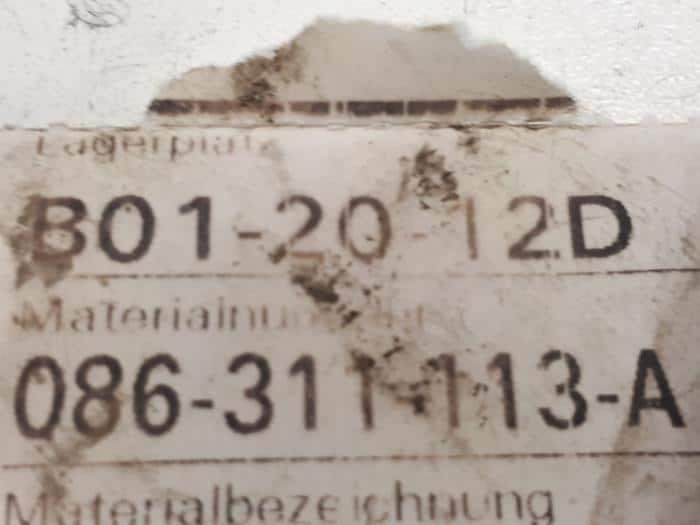 Lagerplatz
B01-20-12D
Materialnummer
086-311-113-A
Materialbezeichnung